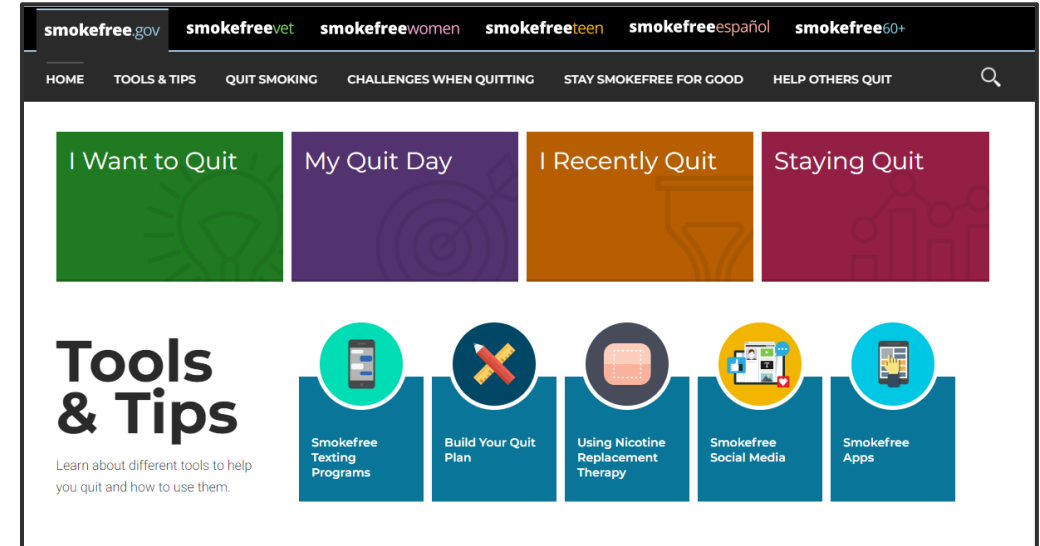 smokefree.gov smokefreevet smokefreewomen smokefreeteen smokefreeespañol smokefree60+
HOME TOOLS & TIPS QUIT SMOKING CHALLENGES WHEN QUITTING STAY SMOKEFREE FOR GOOD HELP OTHERS QUIT
I Want to Quit
My Quit Day
I Recently Quit
Staying Quit
Tools
& Tips
Learn about different tools to help
you quit and how to use them.
Smokefree
Texting
Programs
Build Your Quit
Plan
Using Nicotine
Replacement
Therapy
Smokefree
Social Media
Smokefree
Apps